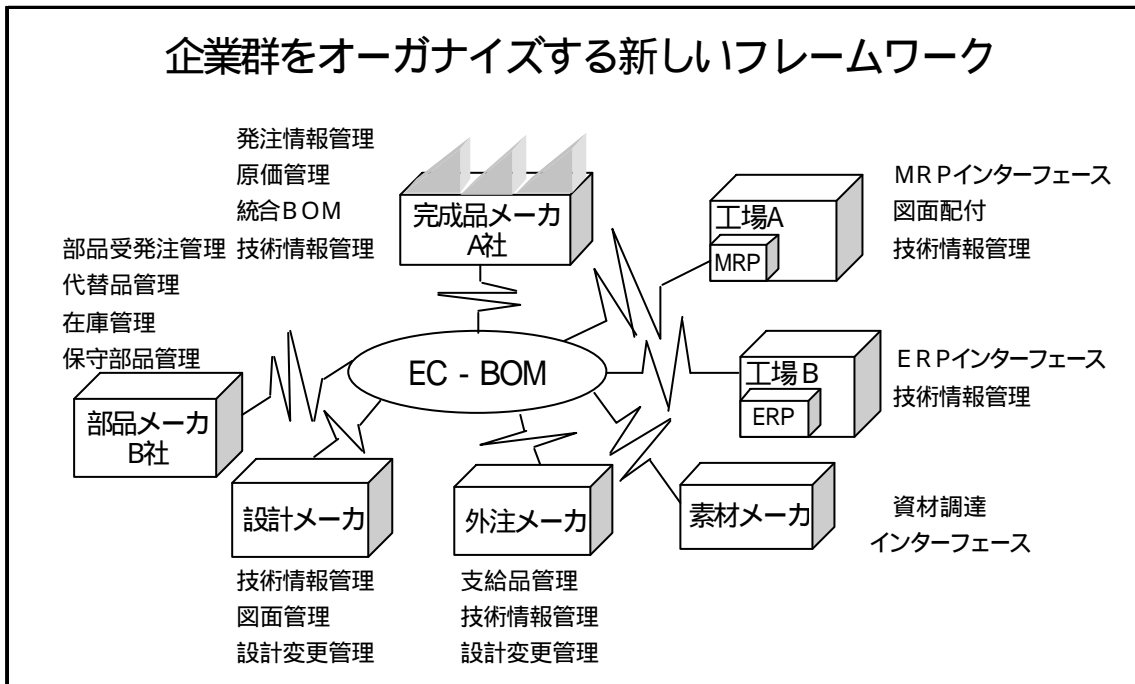 企業群をオーガナイズする新しいフレームワーク
発注情報管理
原価管理
統合BOM
技術情報管理
部品受発注管理
代替品管理
在庫管理
保守部品管理
完成品メーカ
A社
工場A
MRP
MRPインターフェース
図面配付
技術情報管理
EC - BOM
工場B
ERP
ERPインターフェース
技術情報管理
部品メーカ
B社
設計メーカ
技術情報管理
図面管理
設計変更管理
外注メーカ
支給品管理
技術情報管理
設計変更管理
素材メーカ
資材調達
インターフェース